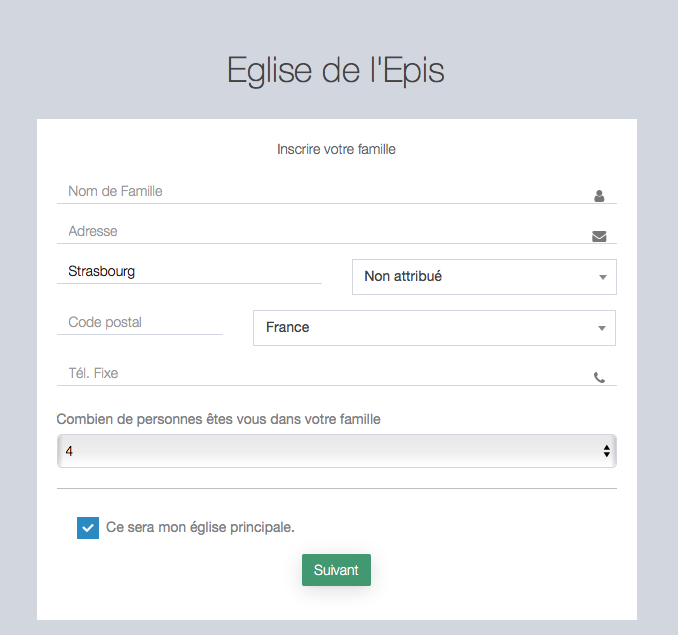 Eglise de l'Epis
Inscrire votre famille
Nom de Famille
Adresse
Strasbourg
Non attribué
Code postal
France
Tél. Fixe
Combien de personnes êtes vous dans votre famille
4
Ce sera mon église principale.
Suivant